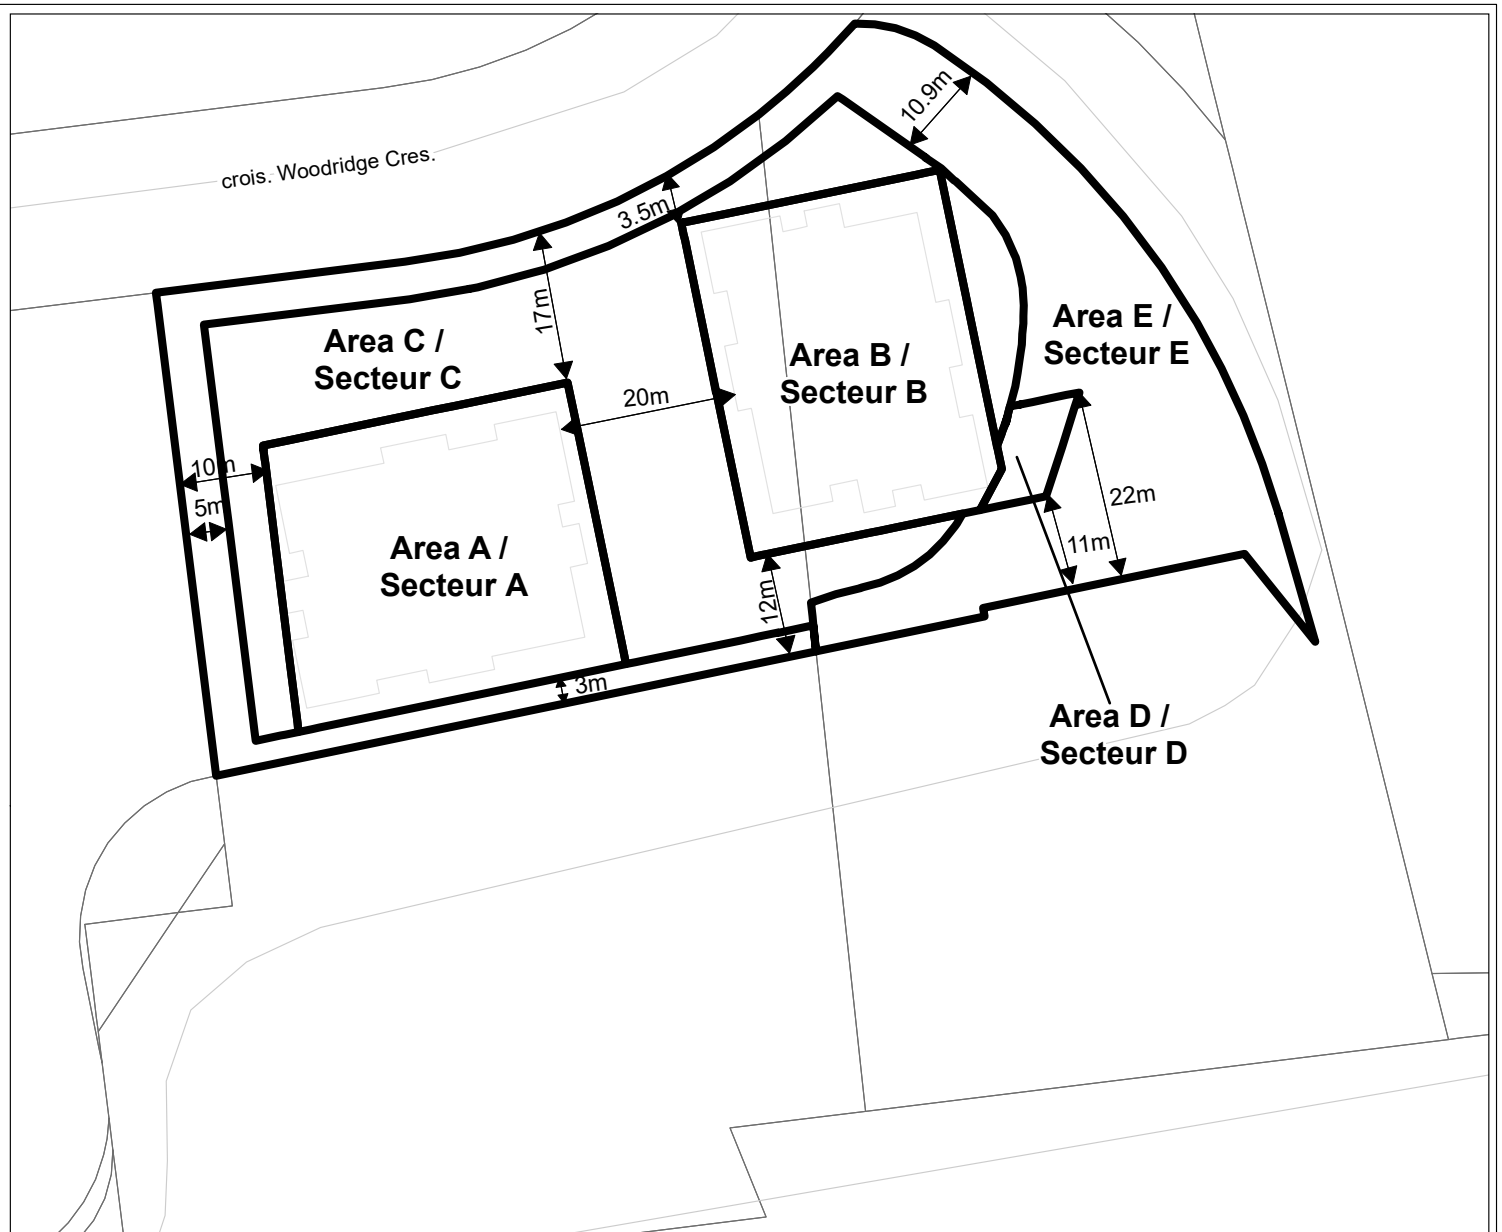 10.9m
crois. Woodridge Cres.
3.5m
17m
Area C /
Secteur C
Area E /
Secteur E
Area B /
Secteur B
20m
10m
5m
22m
11m
Area A /
Secteur A
12m
3m
Area D /
Secteur D